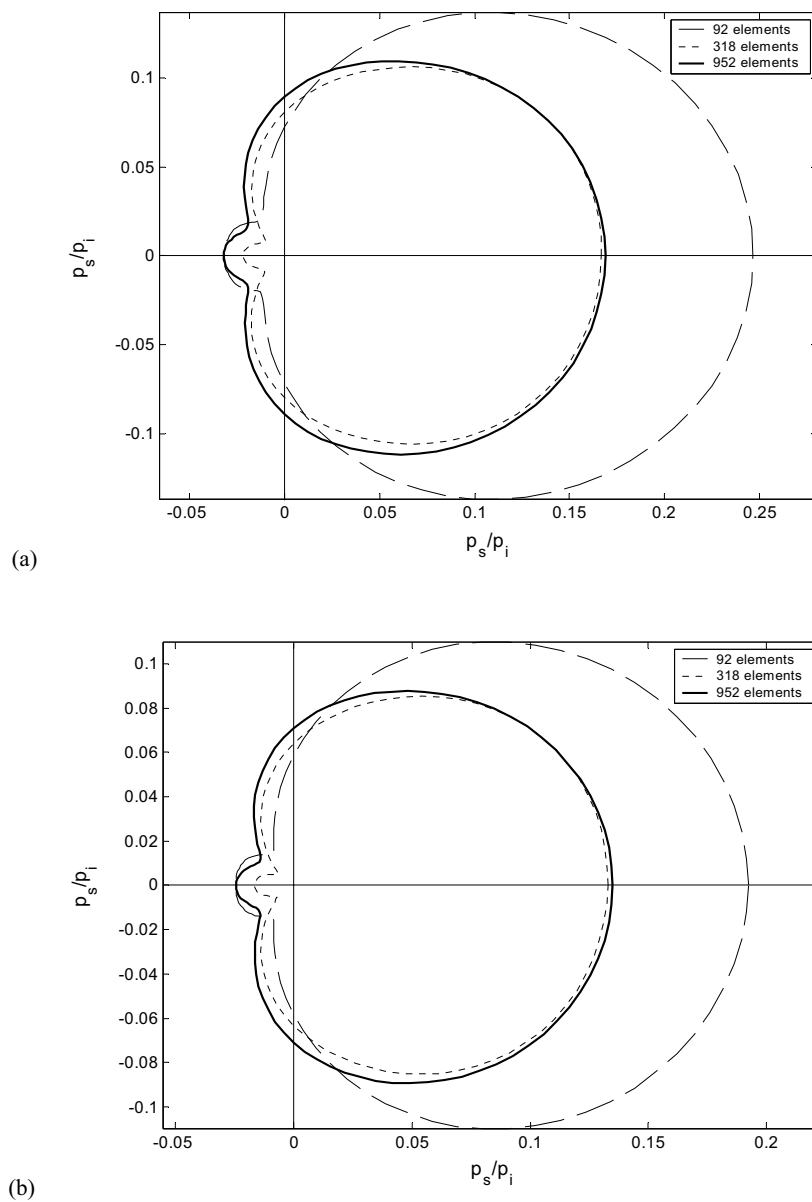 92 elements
318 elements
952 elements
0.1
0.05
0
-0.05
-0.1
p_s/p_i
-0.05 0 0.05 0.1 0.15 0.2 0.25
p_s/p_i
(a)
92 elements
318 elements
952 elements
0.1
0.08
0.06
0.04
0.02
0
-0.02
-0.04
-0.06
-0.08
-0.1
p_s/p_i
-0.05 0 0.05 0.1 0.15 0.2
p_s/p_i
(b)